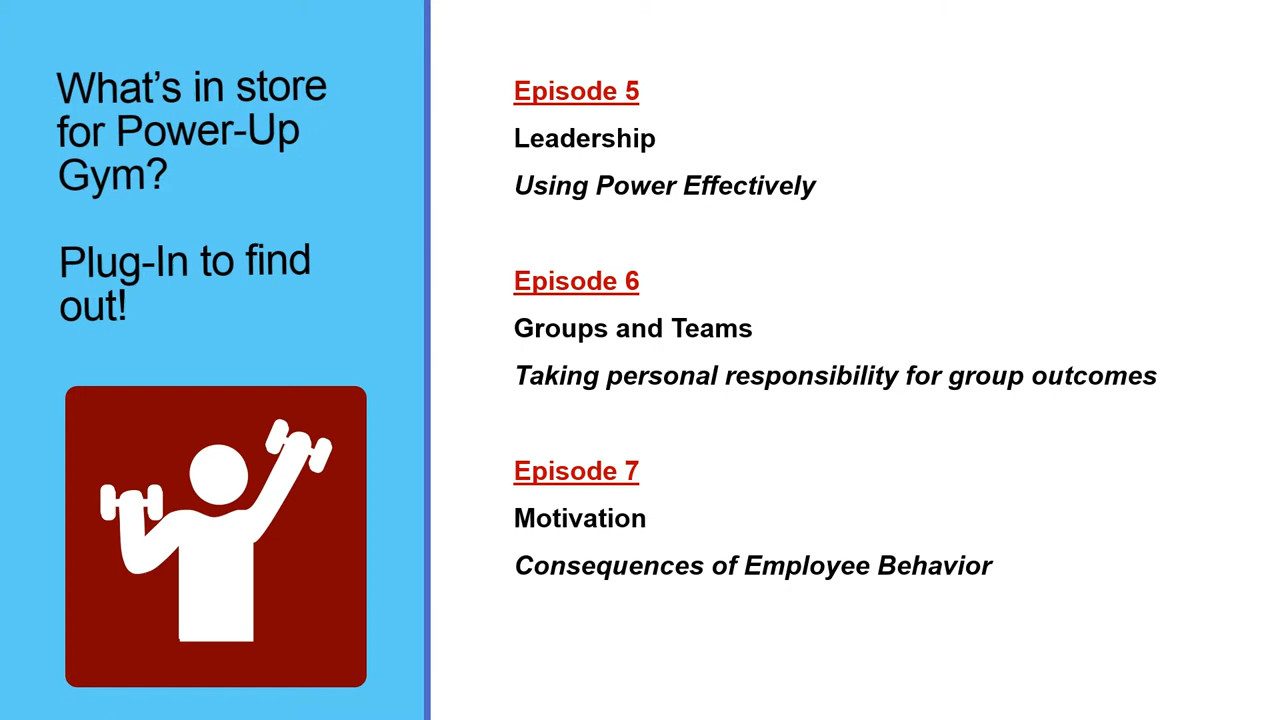 What’s in store
for Power-Up
Gym?
Plug-In to find
out!
Episode 5
Leadership
Using Power Effectively
Episode 6
Groups and Teams
Taking personal responsibility for group outcomes
Episode 7
Motivation
Consequences of Employee Behavior